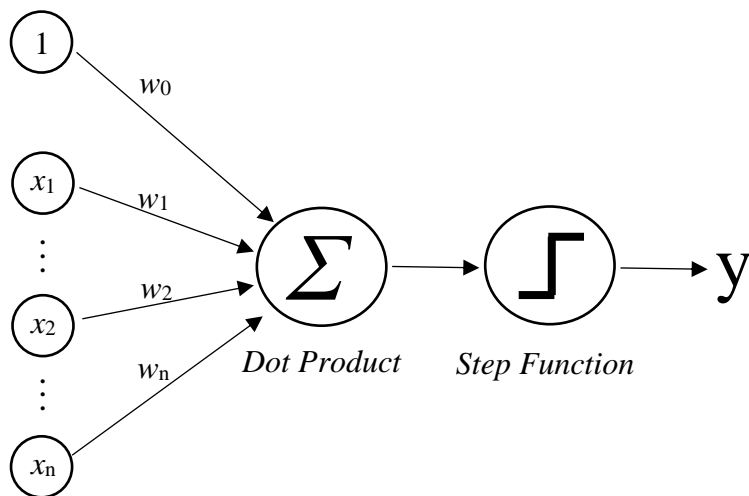 1
w0
x1
w1
⋮
Σ
y
w2
x2
Dot Product
Step Function
wn
⋮
xn